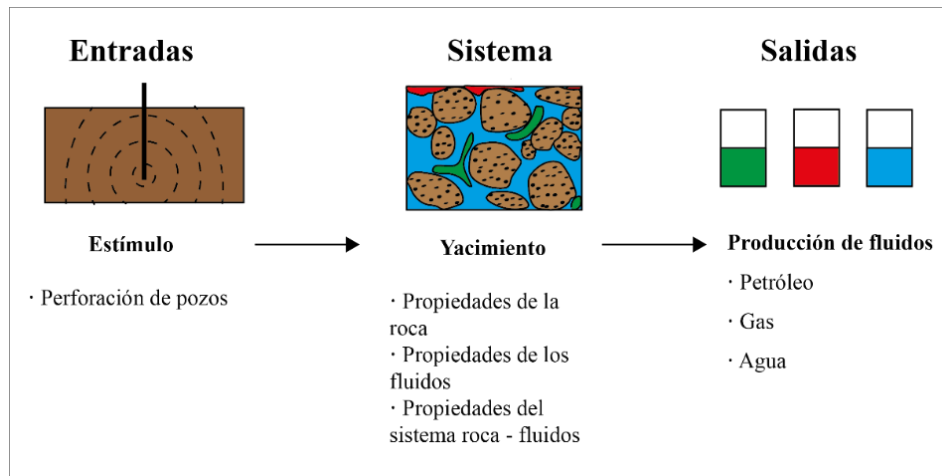 Entradas
Estímulo
· Perforación de pozos
Sistema
Yacimiento
· Propiedades de la
roca
· Propiedades de los
fluidos
· Propiedades del
sistema roca - fluidos
Salidas
Producción de fluidos
· Petróleo
· Gas
· Agua